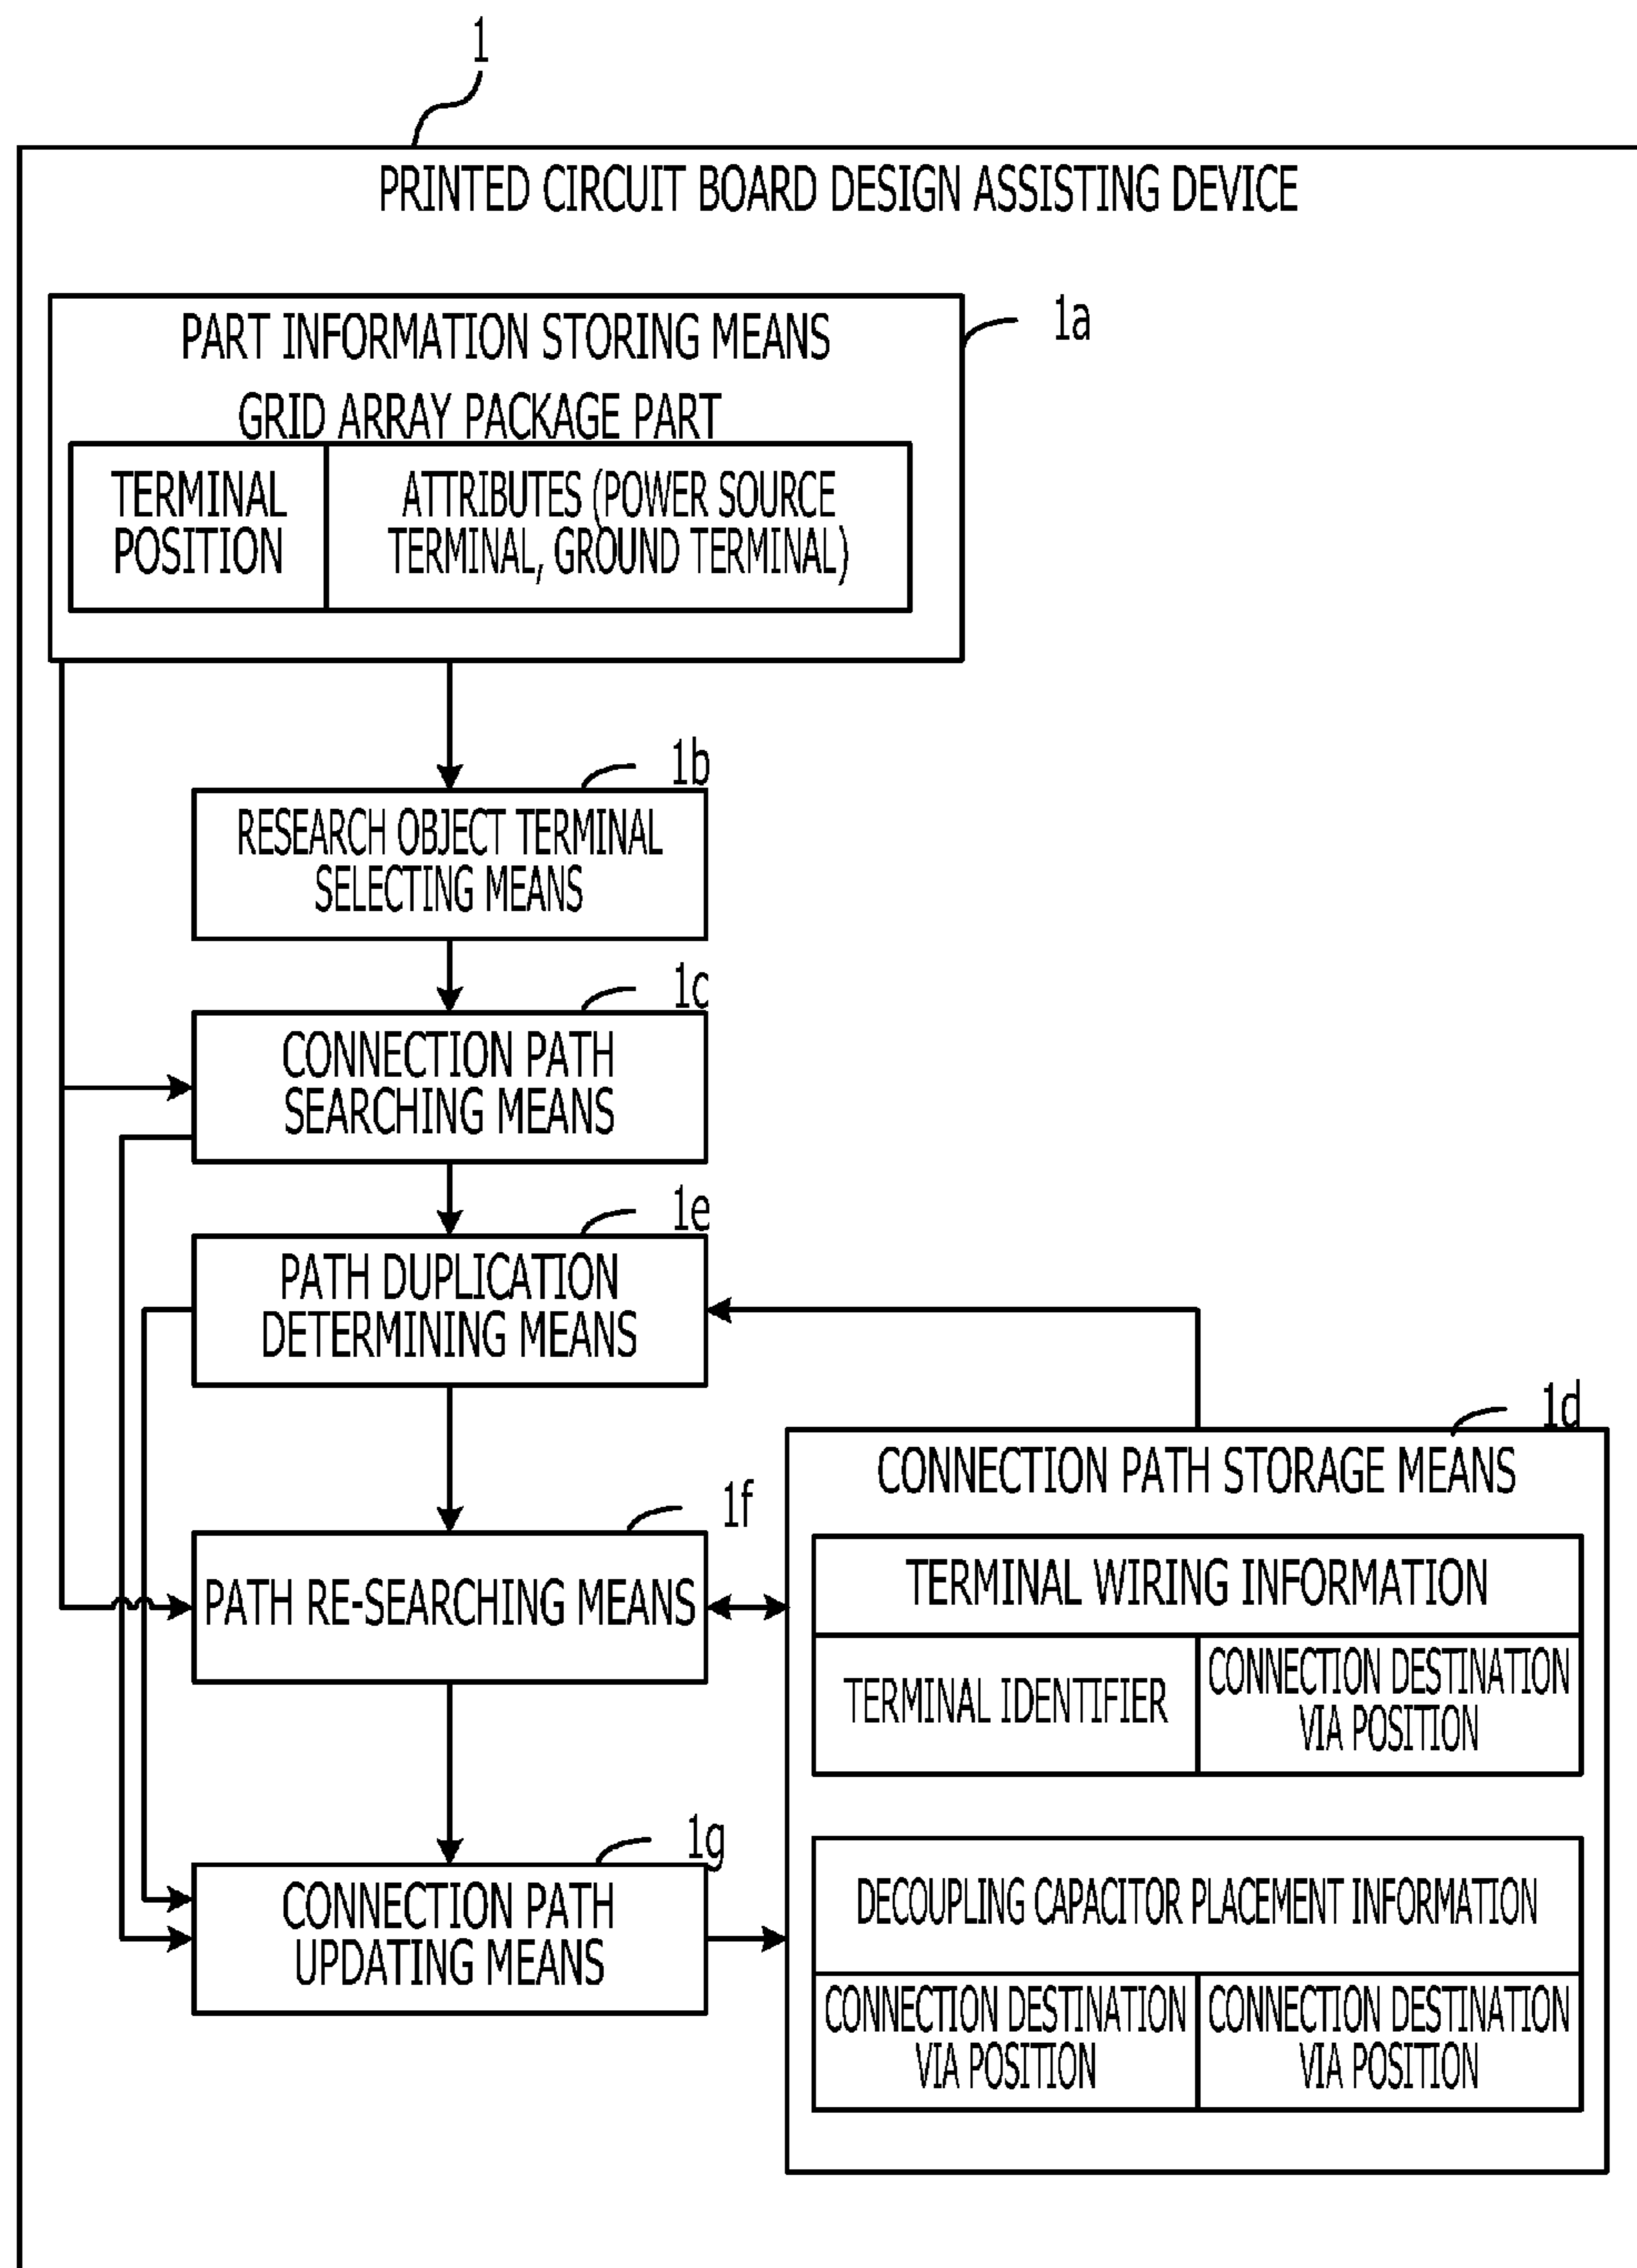 1
PRINTED CIRCUIT BOARD DESIGN ASSISTING DEVICE
1a
PART INFORMATION STORING MEANS
GRID ARRAY PACKAGE PART
TERMINAL
POSITION
ATTRIBUTES (POWER SOURCE
TERMINAL, GROUND TERMINAL)
1b
RESEARCH OBJECT TERMINAL
SELECTING MEANS
1c
CONNECTION PATH
SEARCHING MEANS
1e
PATH DUPLICATION
DETERMINING MEANS
1d
CONNECTION PATH STORAGE MEANS
1f
PATH RE-SEARCHING MEANS
TERMINAL WIRING INFORMATION
TERMINAL IDENTIFIER
CONNECTION DESTINATION
VIA POSITION
1g
CONNECTION PATH
UPDATING MEANS
DECOUPLING CAPACITOR PLACEMENT INFORMATION
CONNECTION DESTINATION
VIA POSITION
CONNECTION DESTINATION
VIA POSITION